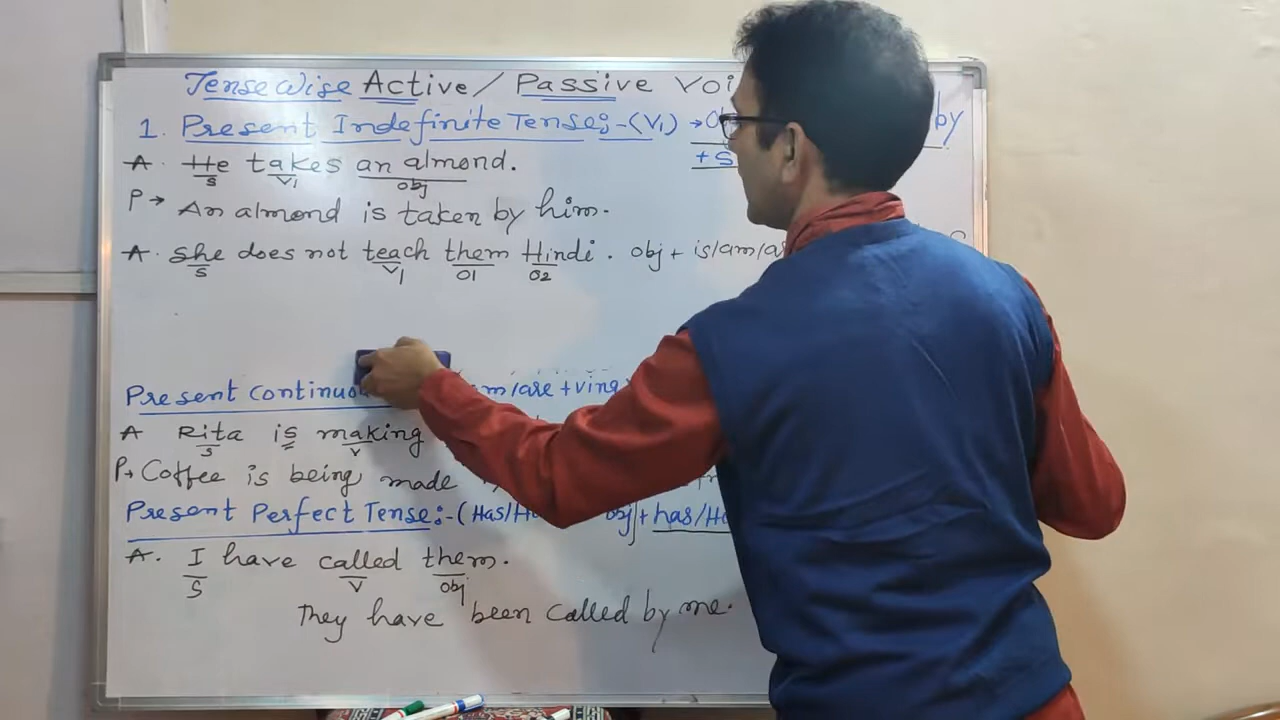 Tensewise Active / Passive Voi
1. Present Indefinite Tense:-(V1) → Ob by
+ S
A. He takes an almond.
S V1 obj
P → An almond is taken by him.
A. She does not teach them Hindi. obj + is/am/a
S V1 O1 O2
Present Continuo am/are + ving
A Rita is making
S V
P → Coffee is being made
Present Perfect Tense:- (Has/H obj + has/Ha
A. I have called them.
S V obj
They have been called by me.